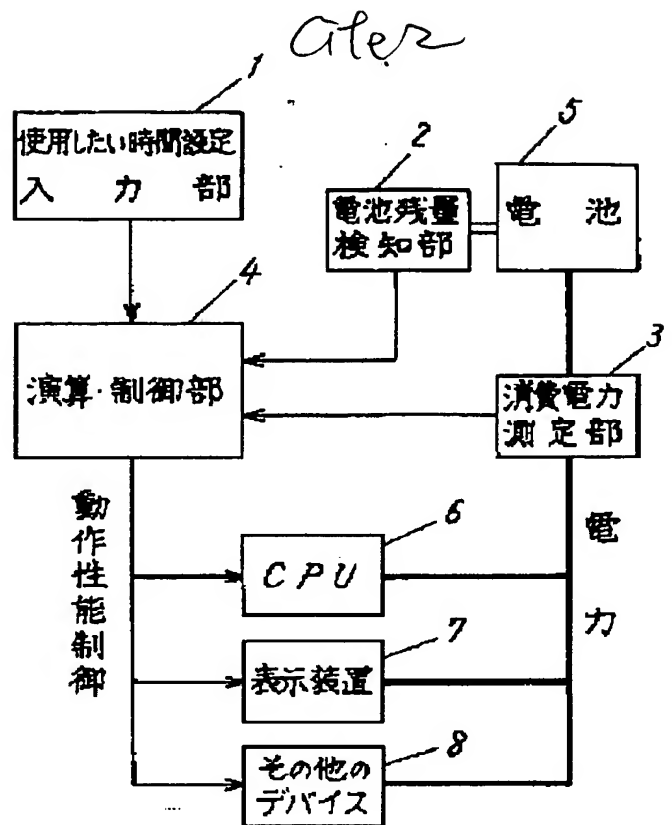 1
使用したい時間設定
入力部
2
電池残量
検知部
5
電池
4
演算・制御部
3
消費電力
測定部
動作性能制御
電力
6
CPU
7
表示装置
8
その他の
デバイス